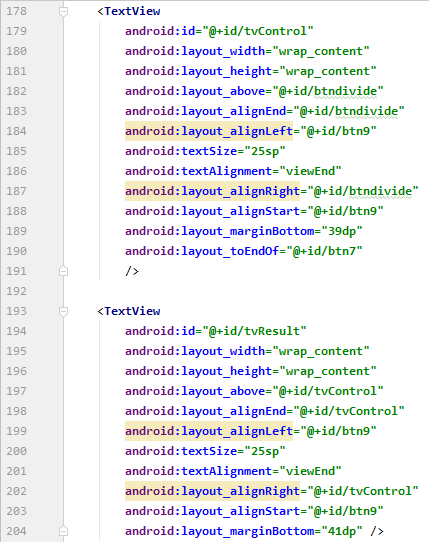 178 <TextView
179 android:id="@+id/tvControl"
180 android:layout_width="wrap_content"
181 android:layout_height="wrap_content"
182 android:layout_above="@+id/btndivide"
183 android:layout_alignEnd="@+id/btndivide"
184 android:layout_alignLeft="@+id/btn9"
185 android:textSize="25sp"
186 android:textAlignment="viewEnd"
187 android:layout_alignRight="@+id/btndivide"
188 android:layout_alignStart="@+id/btn9"
189 android:layout_marginBottom="39dp"
190 android:layout_toEndOf="@+id/btn7"
191 />
192
193 <TextView
194 android:id="@+id/tvResult"
195 android:layout_width="wrap_content"
196 android:layout_height="wrap_content"
197 android:layout_above="@+id/tvControl"
198 android:layout_alignEnd="@+id/tvControl"
199 android:layout_alignLeft="@+id/btn9"
200 android:textSize="25sp"
201 android:textAlignment="viewEnd"
202 android:layout_alignRight="@+id/tvControl"
203 android:layout_alignStart="@+id/btn9"
204 android:layout_marginBottom="41dp" />